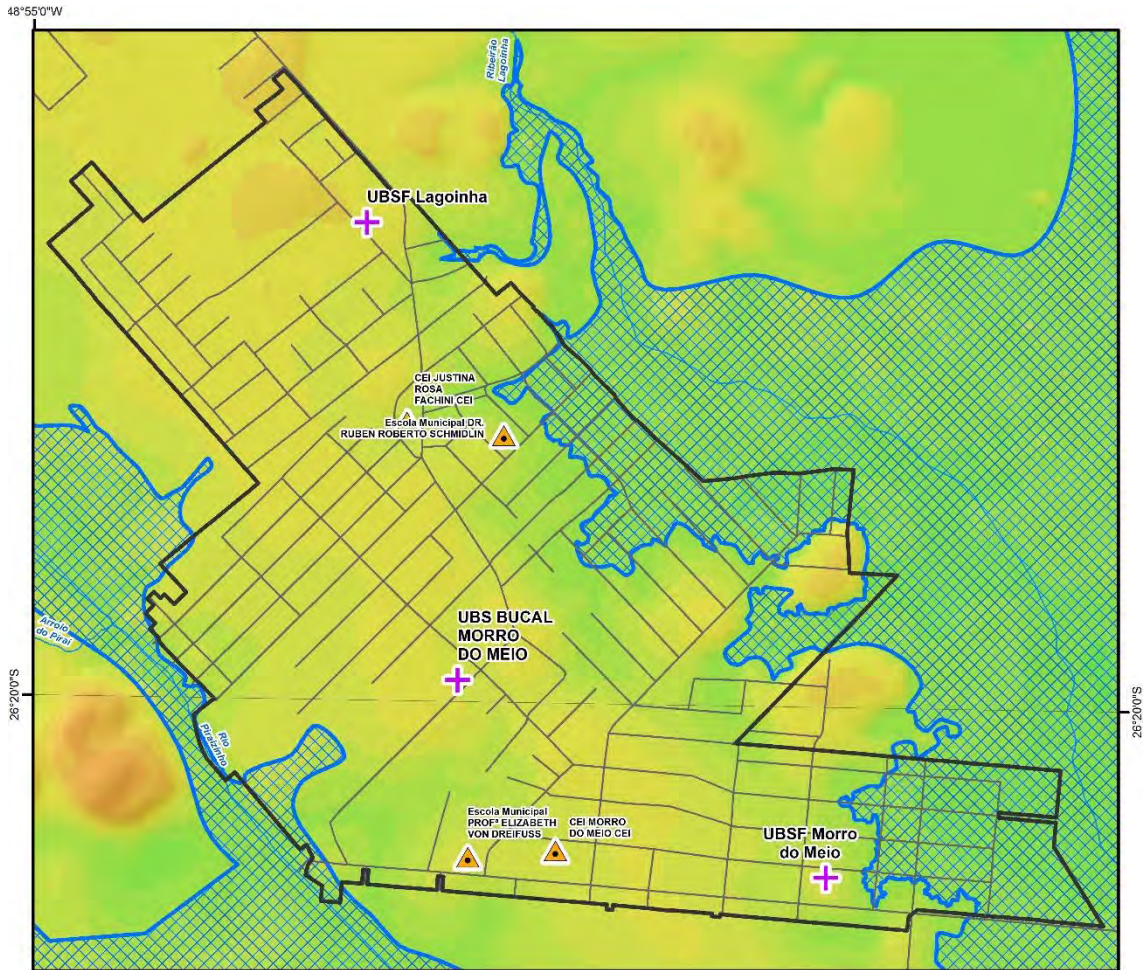 48°55'0"W
Ribeirão
Lagoinha
UBSF Lagoinha
CEI JUSTINA
ROSA
FACHINI CEI
Escola Municipal DR.
RUBEN ROBERTO SCHMIDLIN
UBS BUCAL
MORRO
DO MEIO
Arroio
do Piraí
26°20'0"S
26°20'0"S
Rio
Piraizinho
Escola Municipal
PROFª ELIZABETH
VON DREIFUSS
CEI MORRO
DO MEIO CEI
UBSF Morro
do Meio